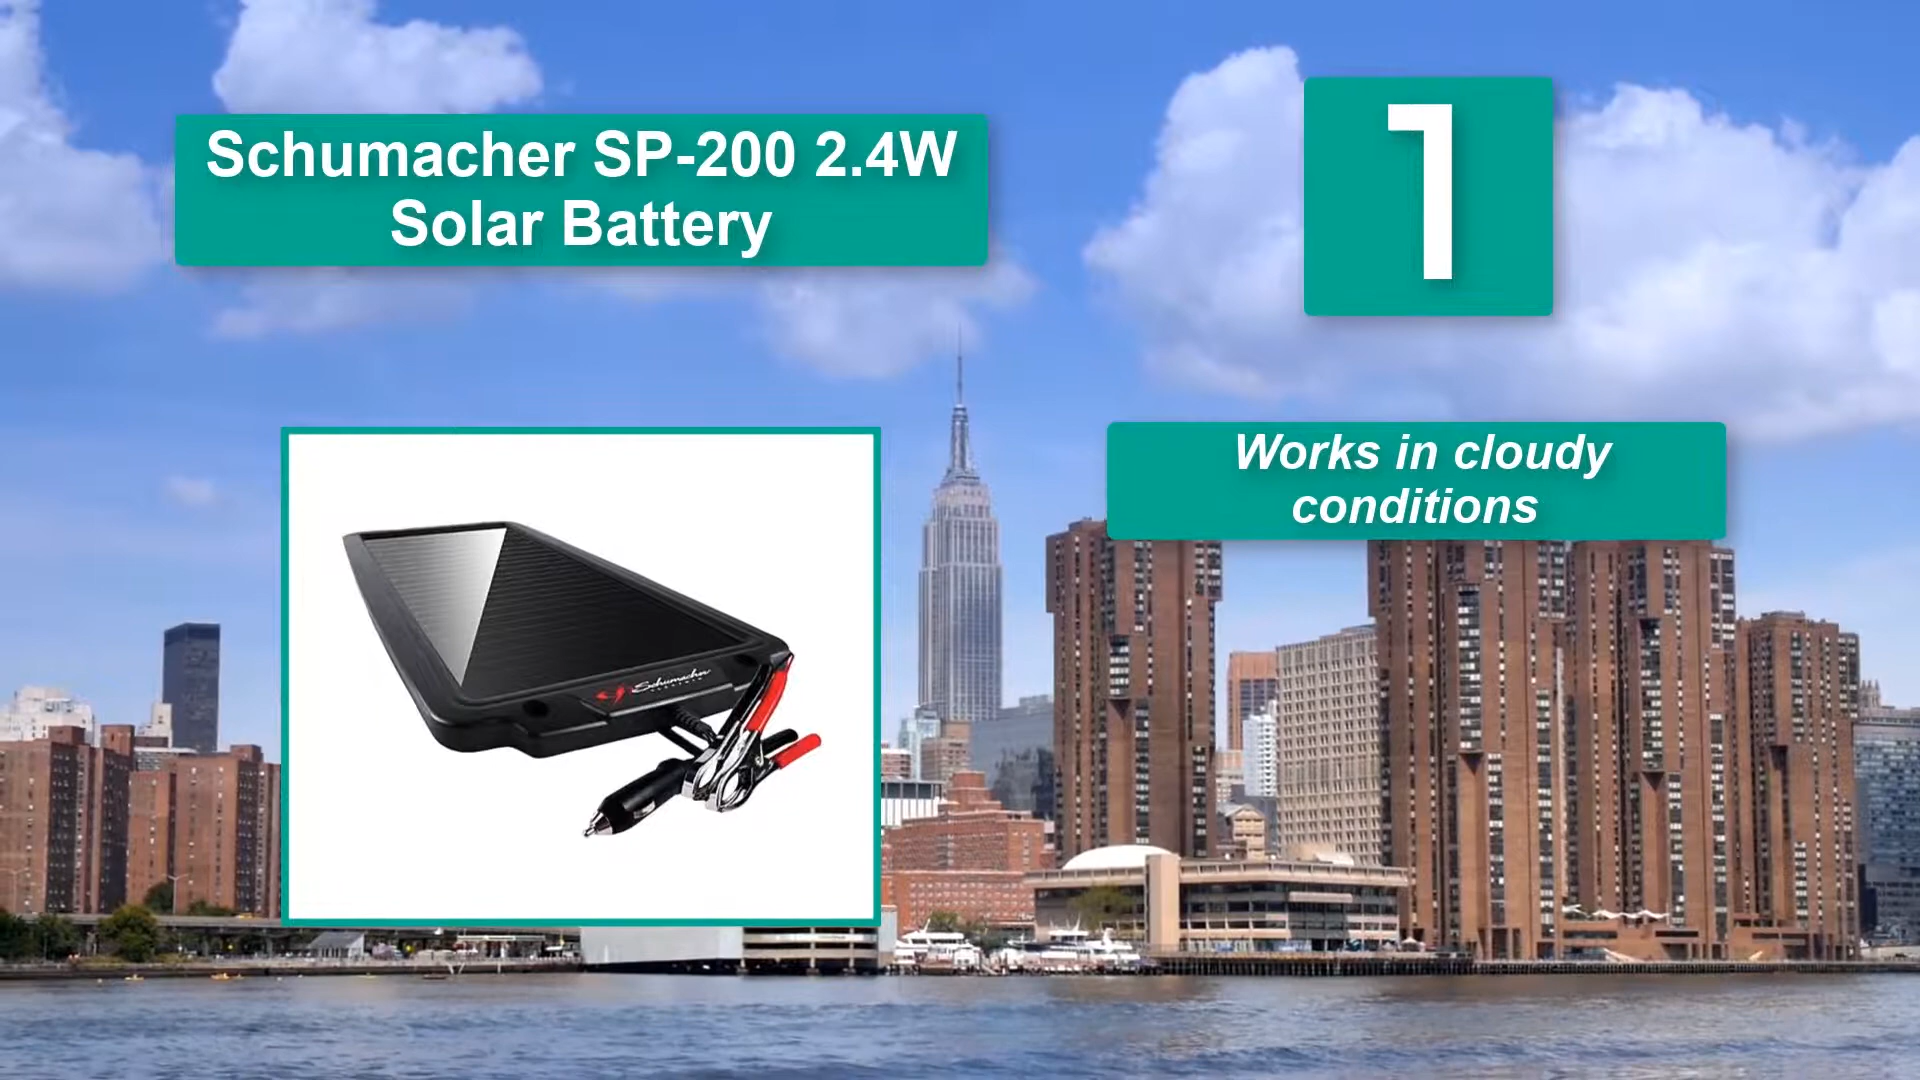 Schumacher SP-200 2.4W
Solar Battery
1
Works in cloudy
conditions
Schumacher